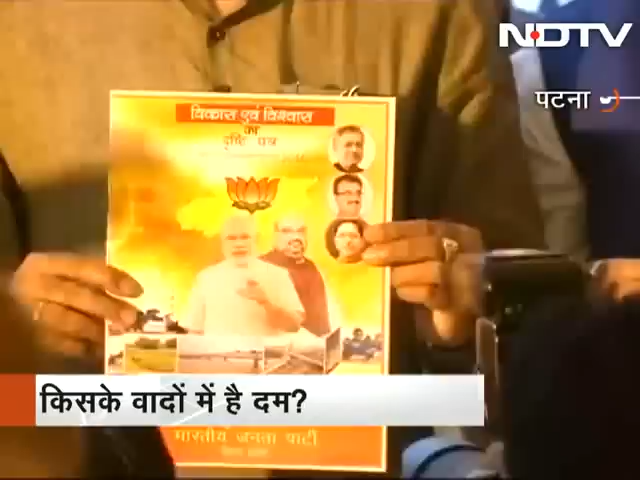 NDTV
पटना
विकास एवं विश्वास
का
दृष्टि पत्र
किसके वादों में है दम?
भारतीय जनता पार्टी